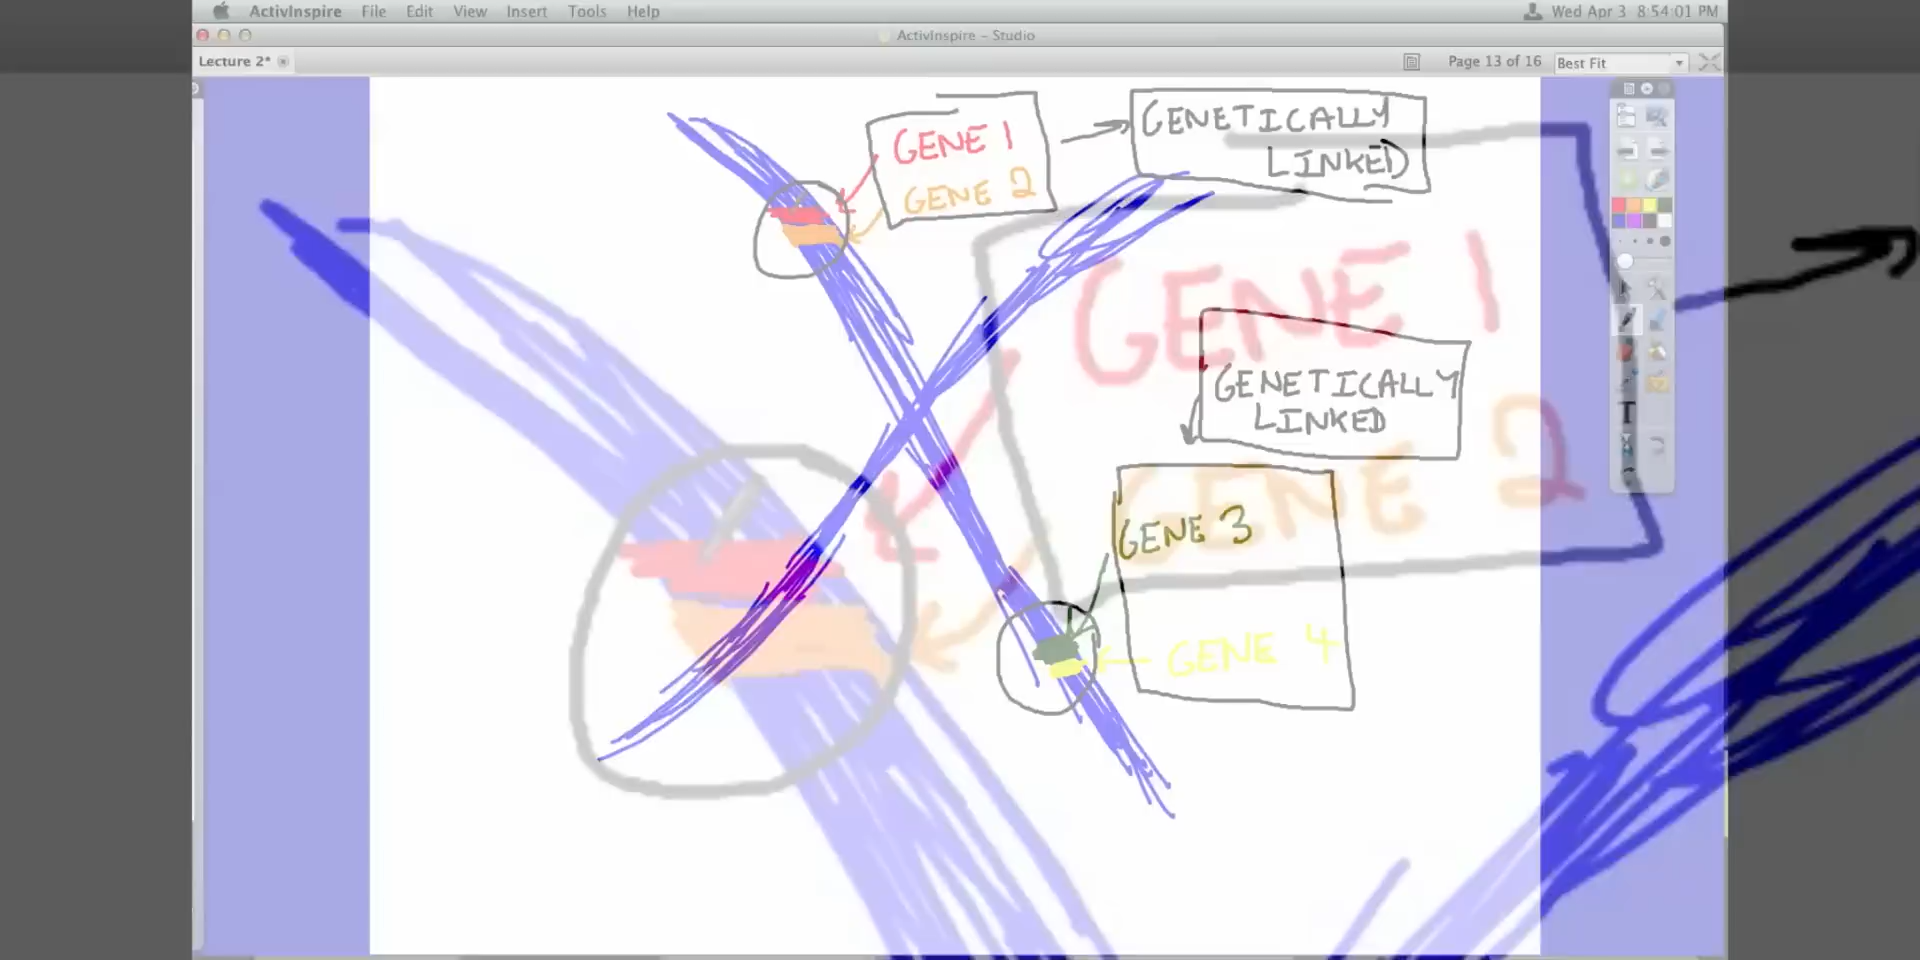 ActivInspire File Edit View Insert Tools Help
Wed Apr 3 8:54:01 PM
ActivInspire - Studio
Lecture 2*
Page 13 of 16
Best Fit
GENE 1
GENE 2
GENETICALLY
LINKED
GENE 1
GENE 2
GENETICALLY
LINKED
GENE 3
GENE 4
T